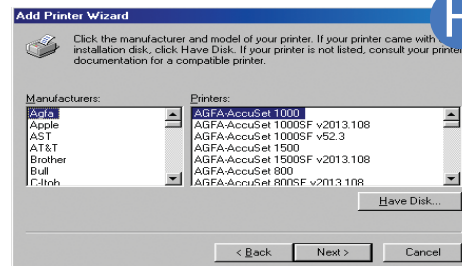 Add Printer Wizard
Click the manufacturer and model of your printer. If your printer came with
installation disk, click Have Disk. If your printer is not listed, consult your printer
documentation for a compatible printer.
Manufacturers:
Printers:
Agfa
Apple
AST
AT&T
Brother
Bull
C-Itoh
AGFA-AccuSet 1000
AGFA-AccuSet 1000SF v2013.108
AGFA-AccuSet 1000SF v52.3
AGFA-AccuSet 1500
AGFA-AccuSet 1500SF v2013.108
AGFA-AccuSet 800
AGFA-AccuSet 800SF v2013.108
Have Disk...
< Back
Next >
Cancel